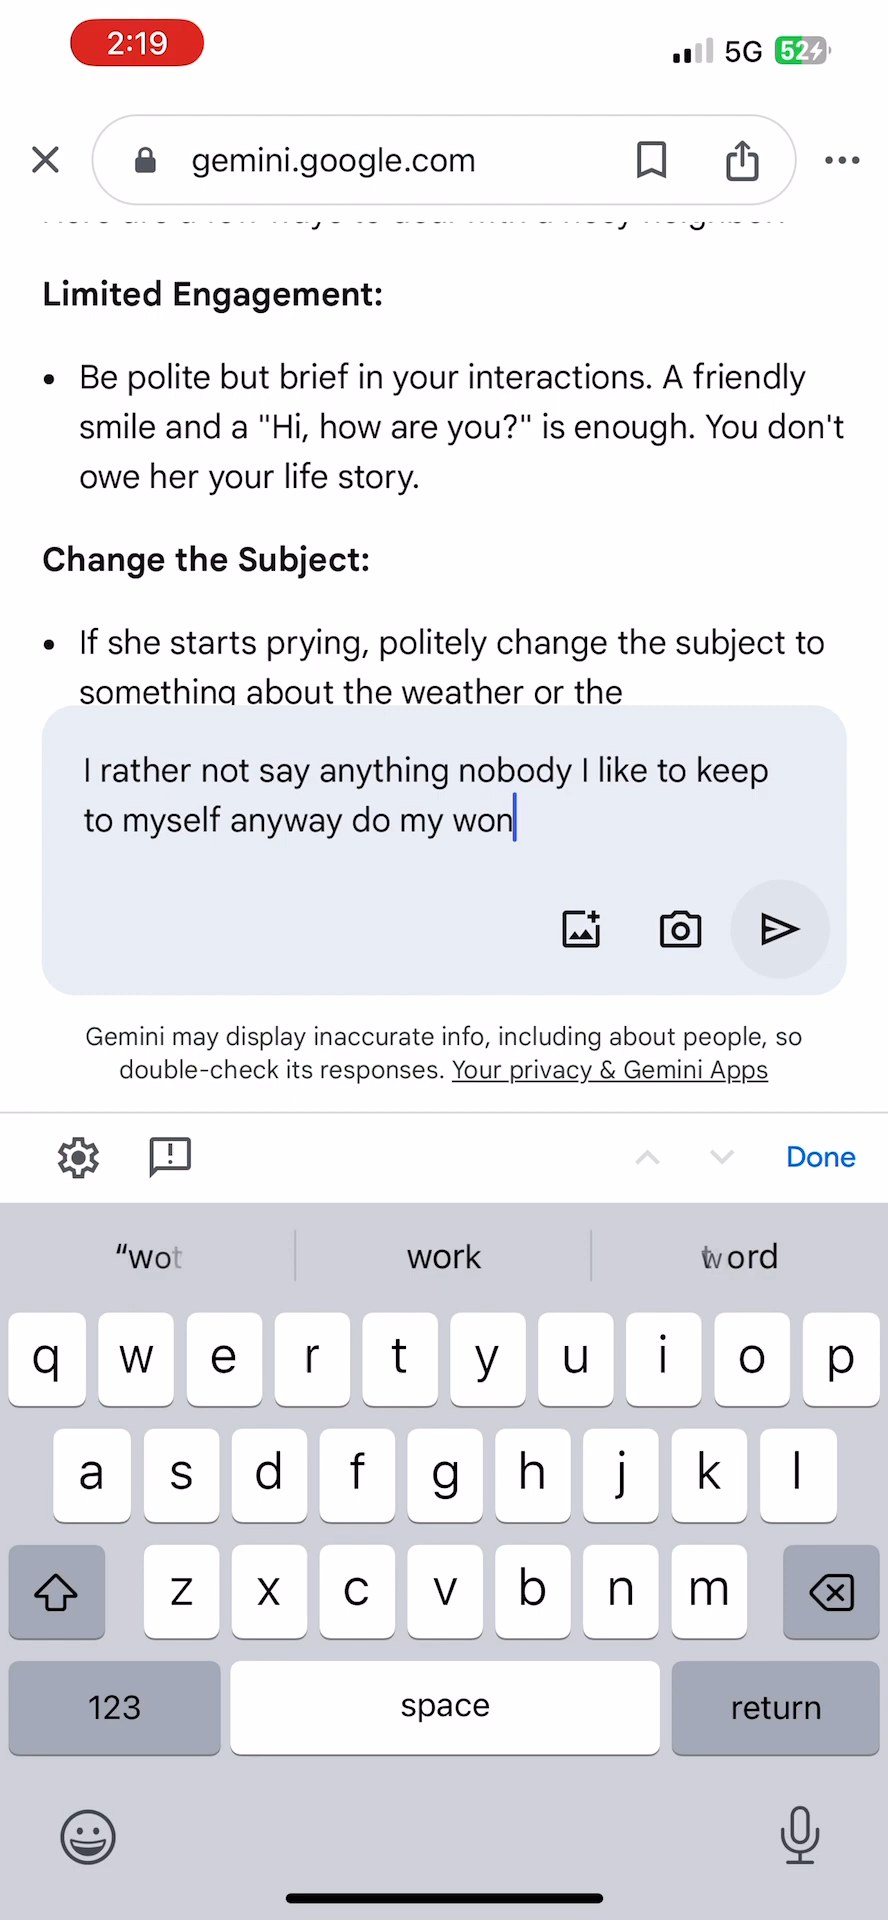 2:19
5G 52
gemini.google.com
Limited Engagement:
• Be polite but brief in your interactions. A friendly
smile and a "Hi, how are you?" is enough. You don't
owe her your life story.
Change the Subject:
• If she starts prying, politely change the subject to
something about the weather or the
I rather not say anything nobody I like to keep
to myself anyway do my won
Gemini may display inaccurate info, including about people, so
double-check its responses. Your privacy & Gemini Apps
Done
“wot work word
q w e r t y u i o p
a s d f g h j k l
z x c v b n m
123 space return